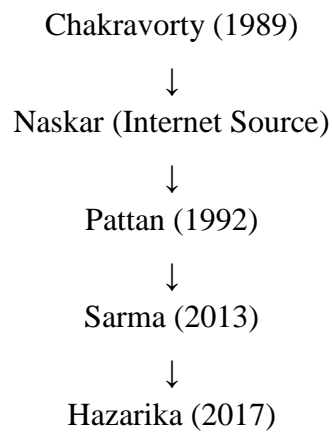 Chakravorty (1989)
↓
Naskar (Internet Source)
↓
Pattan (1992)
↓
Sarma (2013)
↓
Hazarika (2017)